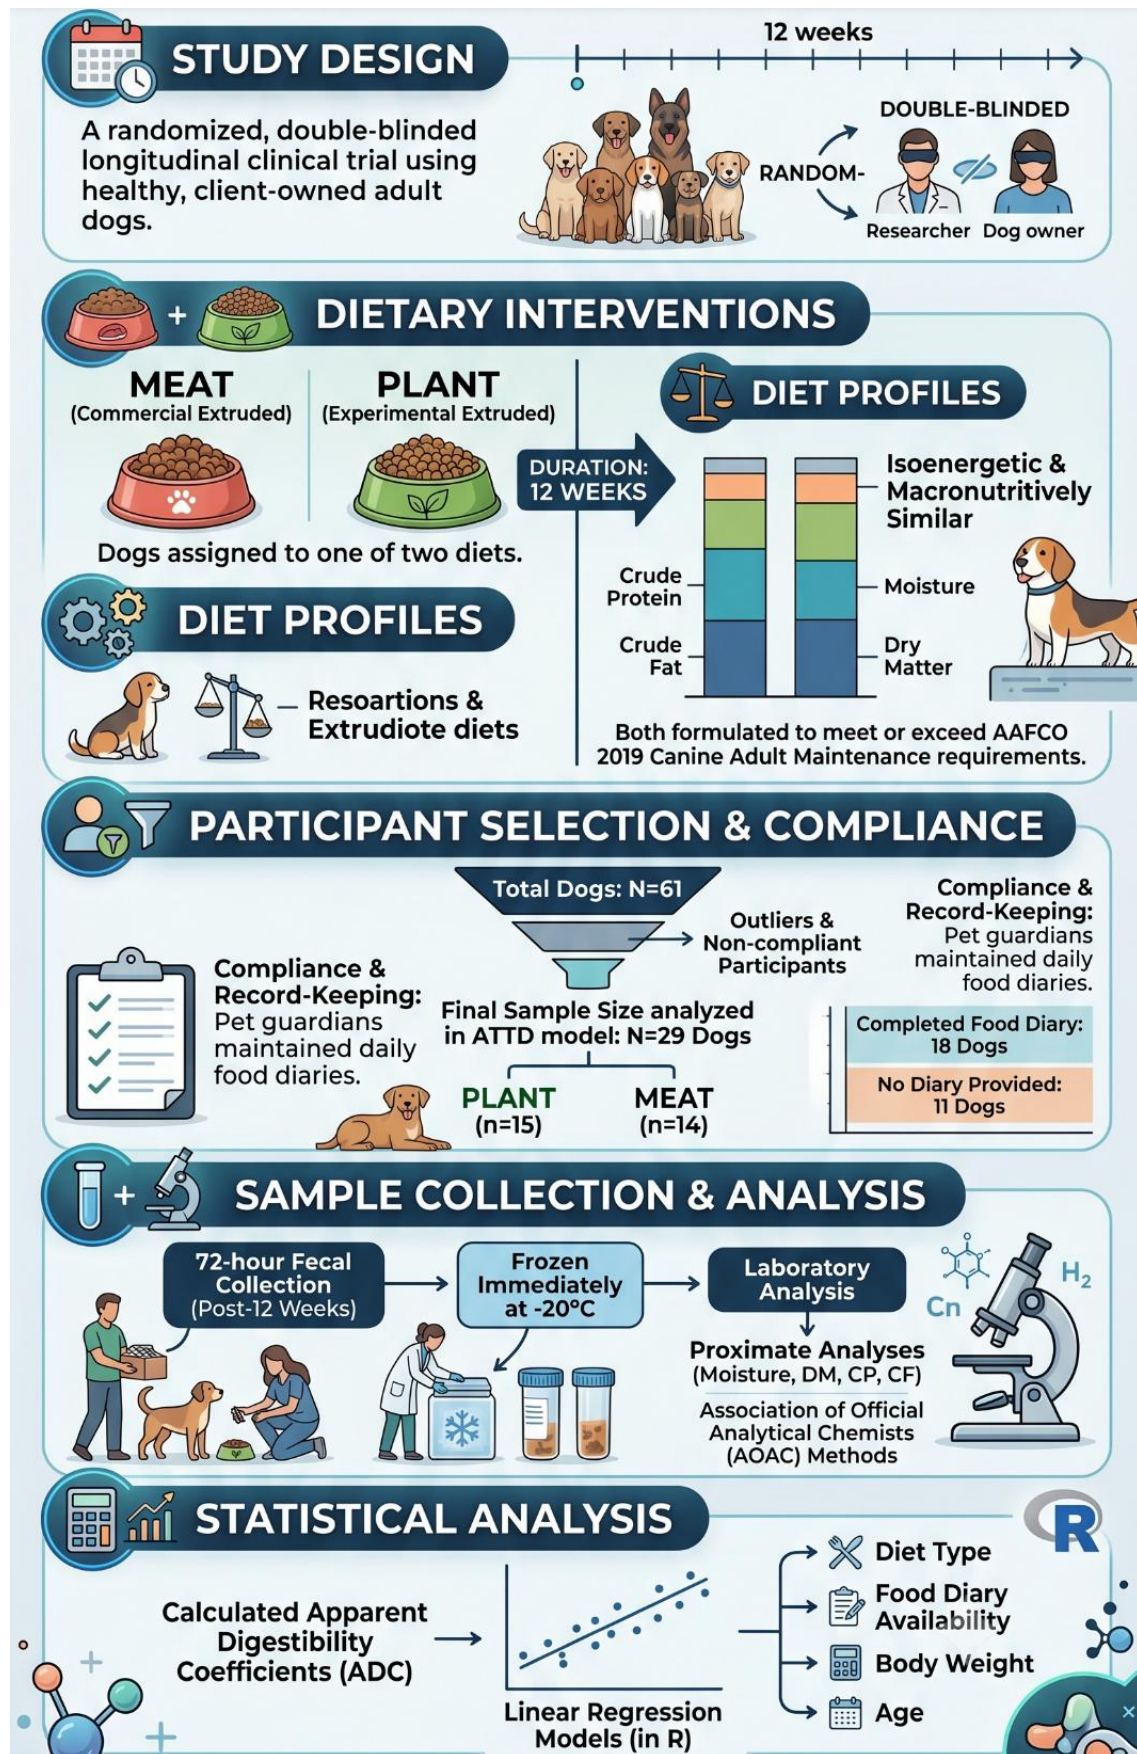 STUDY DESIGN
A randomized, double-blinded
longitudinal clinical trial using
healthy, client-owned adult
dogs.
12 weeks
RANDOM-
DOUBLE-BLINDED
Researcher
Dog owner
DIETARY INTERVENTIONS
MEAT
(Commercial Extruded)
PLANT
(Experimental Extruded)
Dogs assigned to one of two diets.
DURATION:
12 WEEKS
DIET PROFILES
Resoartions &
Extrudiote diets
DIET PROFILES
Isoenergetic &
Macronutritively
Similar
Crude
Protein
Moisture
Crude
Fat
Dry
Matter
Both formulated to meet or exceed AAFCO
2019 Canine Adult Maintenance requirements.
PARTICIPANT SELECTION & COMPLIANCE
Compliance &
Record-Keeping:
Pet guardians
maintained daily
food diaries.
Total Dogs: N=61
Outliers &
Non-compliant
Participants
Final Sample Size analyzed
in ATTD model: N=29 Dogs
PLANT
(n=15)
MEAT
(n=14)
Compliance &
Record-Keeping:
Pet guardians
maintained daily
food diaries.
Completed Food Diary:
18 Dogs
No Diary Provided:
11 Dogs
SAMPLE COLLECTION & ANALYSIS
72-hour Fecal
Collection
(Post-12 Weeks)
Frozen
Immediately
at -20°C
Laboratory
Analysis
Proximate Analyses
(Moisture, DM, CP, CF)
Association of Official
Analytical Chemists
(AOAC) Methods
Cn
H₂
STATISTICAL ANALYSIS
R
Calculated Apparent
Digestibility
Coefficients (ADC)
Linear Regression
Models (in R)
Diet Type
Food Diary
Availability
Body Weight
Age